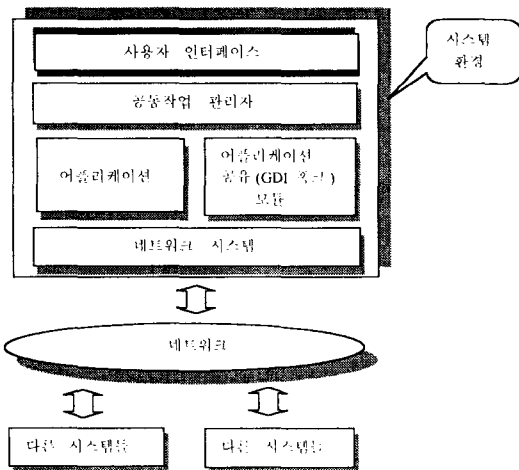 사용자 인터페이스
시스템
환경
공동작업 관리자
어플리케이션
어플리케이션
공유 (GDI 후크)
모듈
네트워크 시스템
네트워크
다른 시스템들
다른 시스템들